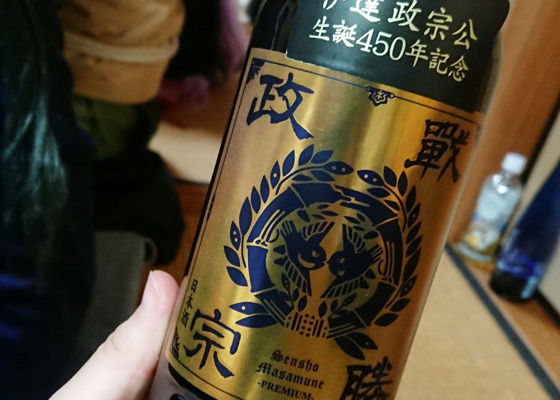 伊達政宗公
生誕450年記念
戰勝
政宗
日本酒
Sensho
Masamune
-PREMIUM-